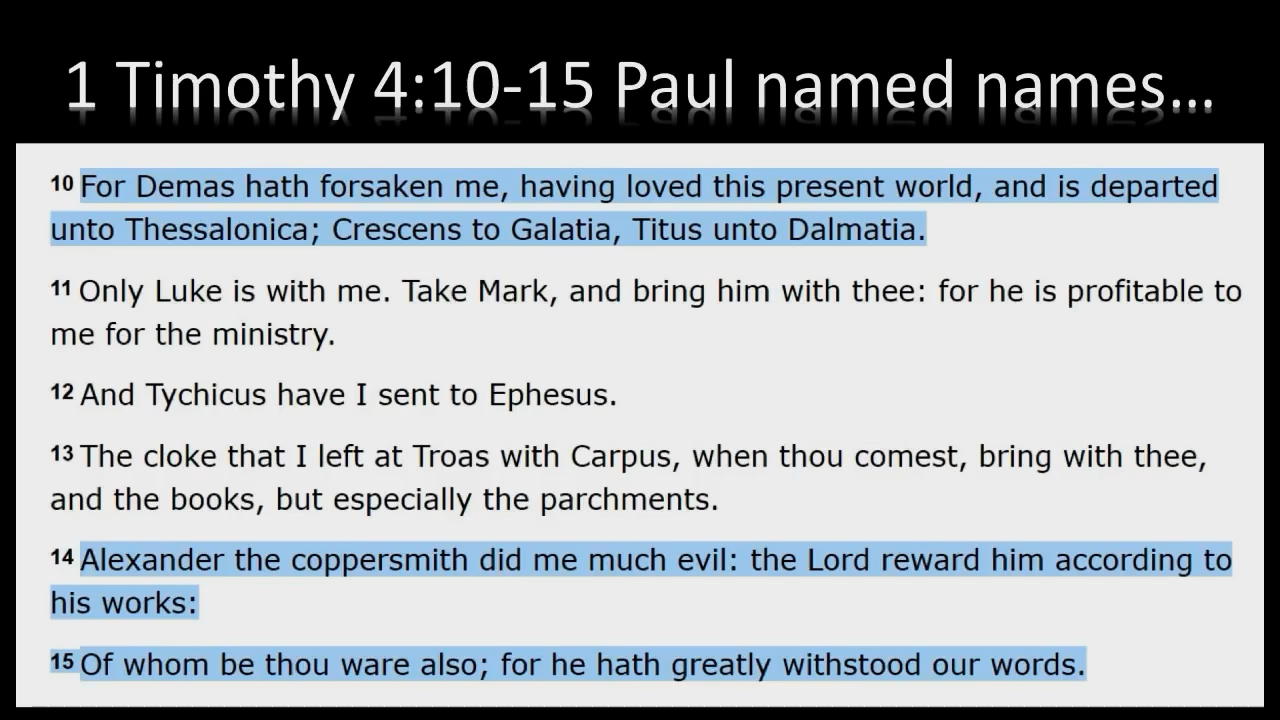 1 Timothy 4:10-15 Paul named names...
10 For Demas hath forsaken me, having loved this present world, and is departed
unto Thessalonica; Crescens to Galatia, Titus unto Dalmatia.
11 Only Luke is with me. Take Mark, and bring him with thee: for he is profitable to
me for the ministry.
12 And Tychicus have I sent to Ephesus.
13 The cloke that I left at Troas with Carpus, when thou comest, bring with thee,
and the books, but especially the parchments.
14 Alexander the coppersmith did me much evil: the Lord reward him according to
his works:
15 Of whom be thou ware also; for he hath greatly withstood our words.